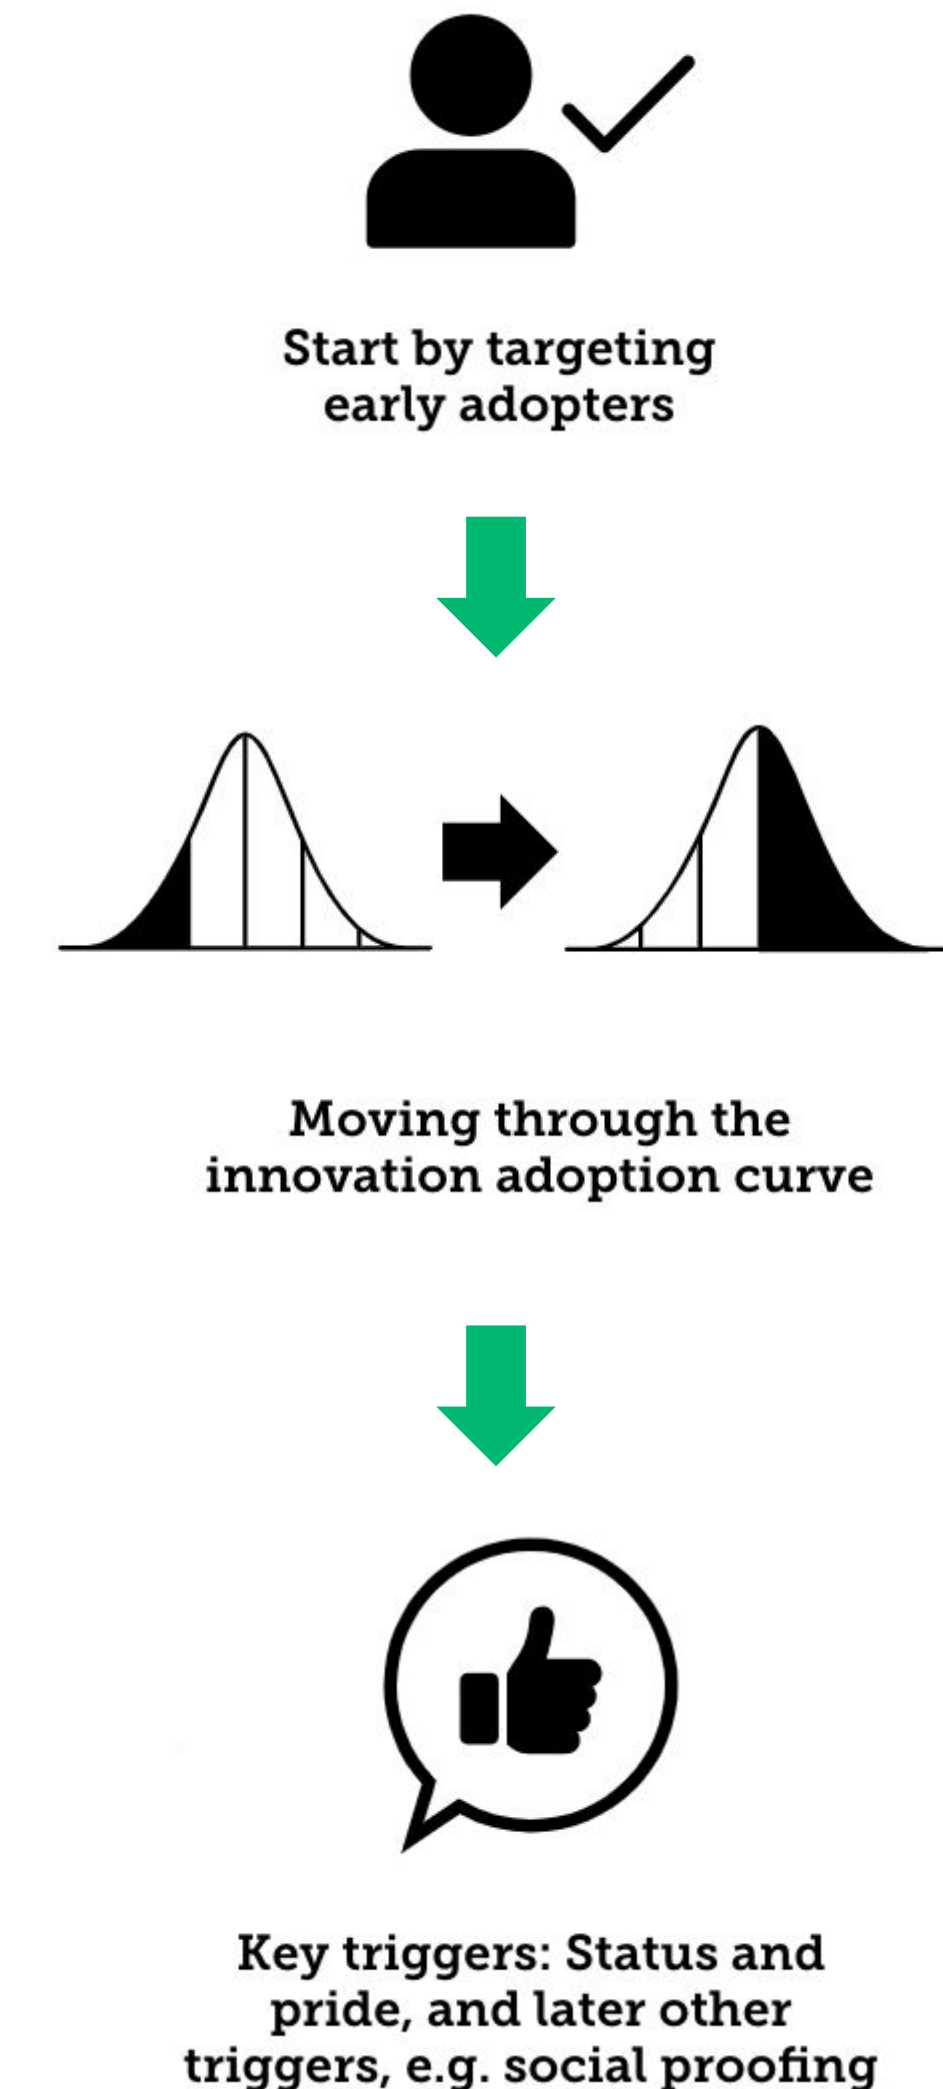 Start by targeting
early adopters
Moving through the
innovation adoption curve
Key triggers: Status and
pride, and later other
triggers, e.g. social proofing